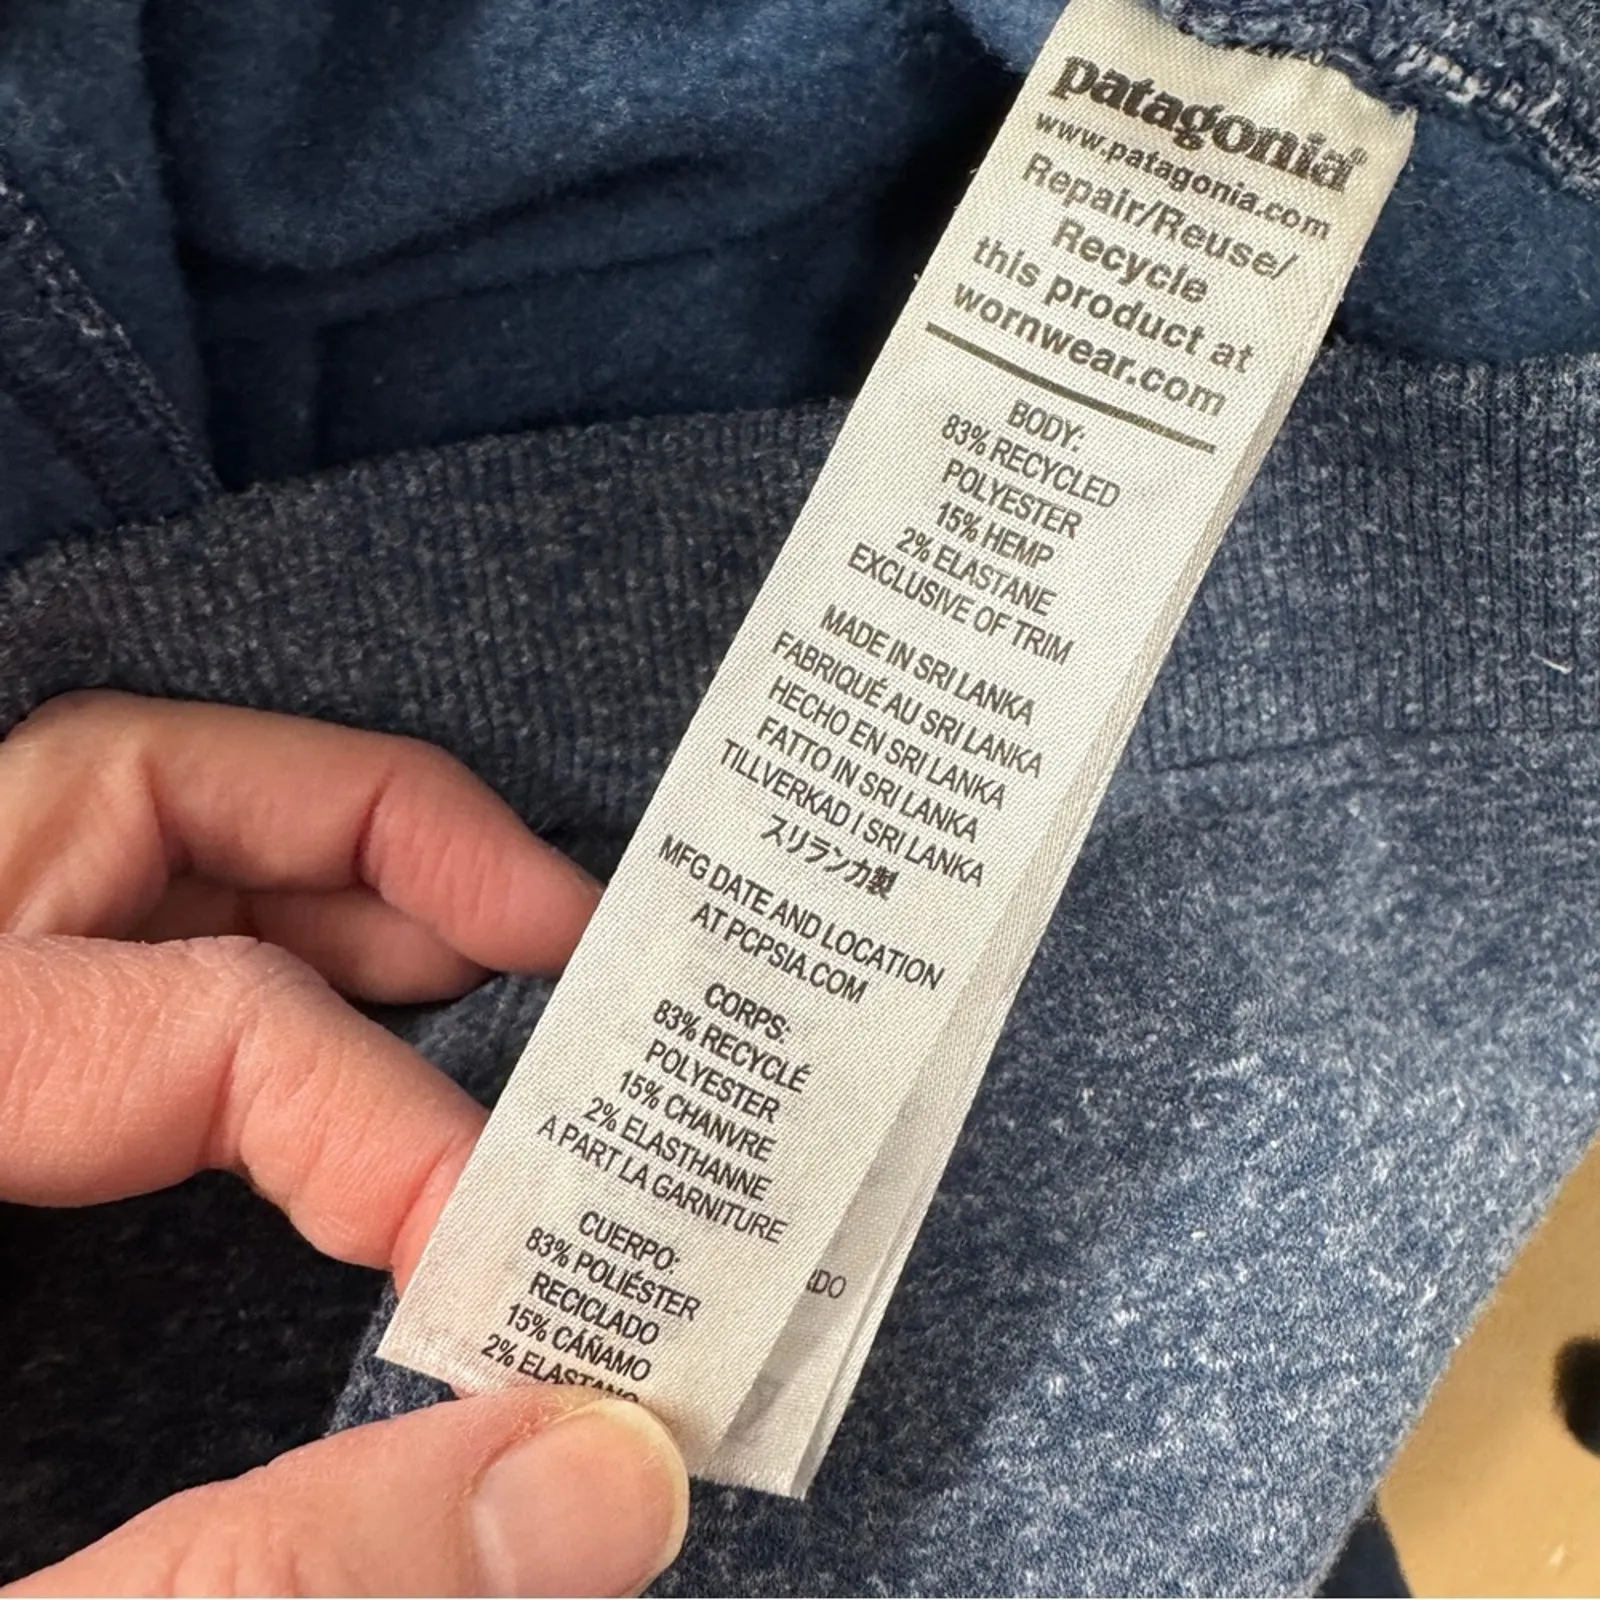 patagonia®
www.patagonia.com
Repair/Reuse/
Recycle
this product at
wornwear.com
BODY:
83% RECYCLED
POLYESTER
15% HEMP
2% ELASTANE
EXCLUSIVE OF TRIM
MADE IN SRI LANKA
FABRIQUÉ AU SRI LANKA
HECHO EN SRI LANKA
FATTO IN SRI LANKA
TILLVERKAD I SRI LANKA
スリランカ製
MFG DATE AND LOCATION
AT PCPSIA.COM
CORPS:
83% RECYCLÉ
POLYESTER
15% CHANVRE
2% ELASTHANNE
A PART LA GARNITURE
CUERPO:
83% POLIÉSTER
RECICLADO
15% CÁÑAMO
2% ELASTANO